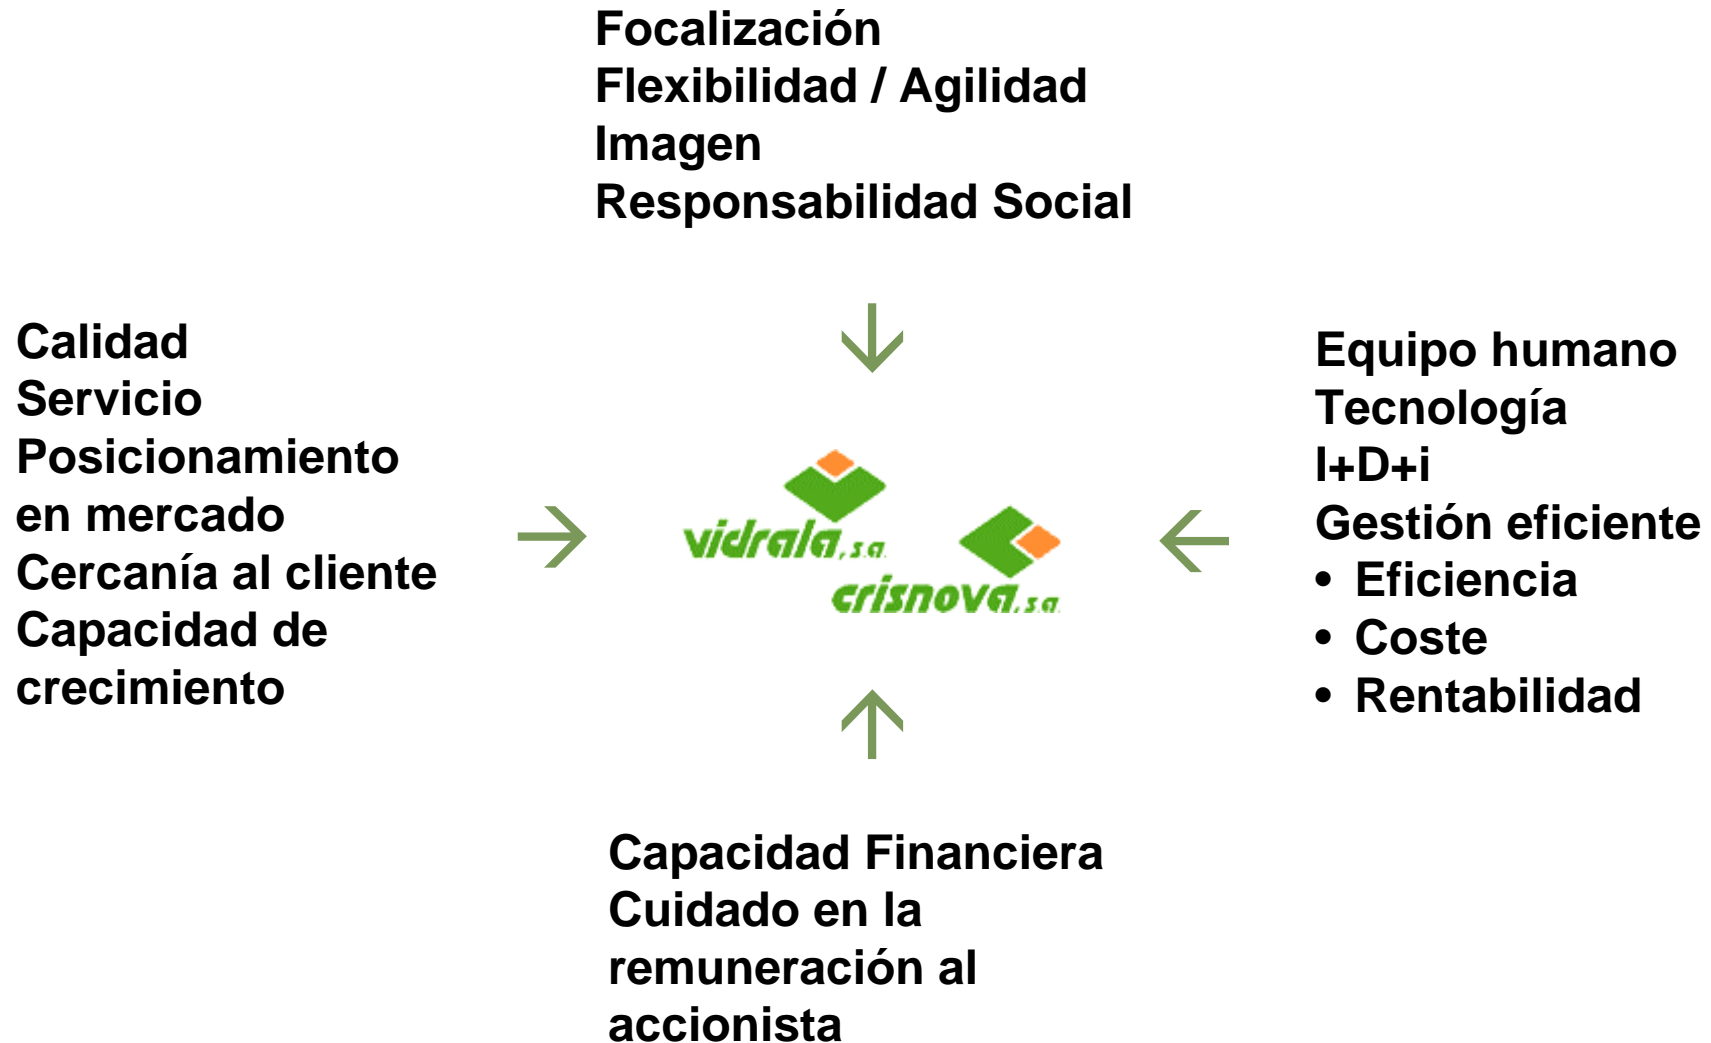 Focalización
Flexibilidad / Agilidad
Imagen
Responsabilidad Social
Calidad
Servicio
Posicionamiento
en mercado
Cercanía al cliente
Capacidad de
crecimiento
vidrala, s.a.
crisnova, s.a.
Equipo humano
Tecnología
I+D+i
Gestión eficiente
• Eficiencia
• Coste
• Rentabilidad
Capacidad Financiera
Cuidado en la
remuneración al
accionista